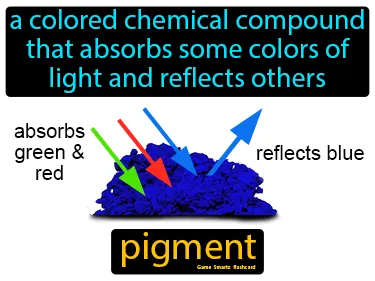 a colored chemical compound
that absorbs some colors of
light and reflects others
absorbs
green &
red
reflects blue
pigment
Game Smartz flashcard